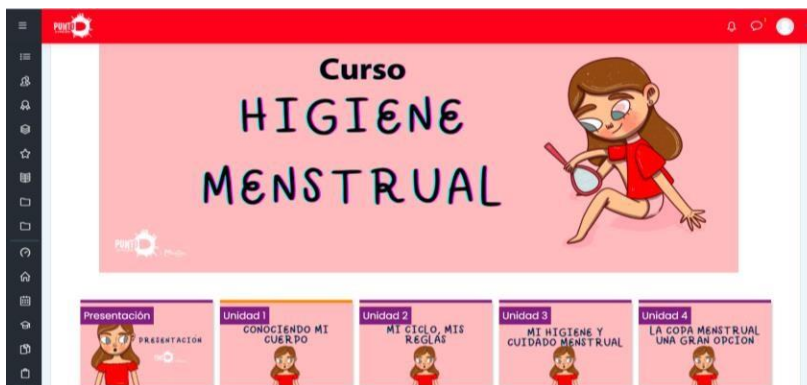 PUNTO
Curso
HIGIENE
MENSTRUAL
PUNTO
Presentación
PRESENTACIÓN
Unidad 1
CONOCIENDO MI
CUERPO
Unidad 2
MI CICLO, MIS
REGLAS
Unidad 3
MI HIGIENE Y
CUIDADO MENSTRUAL
Unidad 4
LA COPA MENSTRUAL
UNA GRAN OPCION